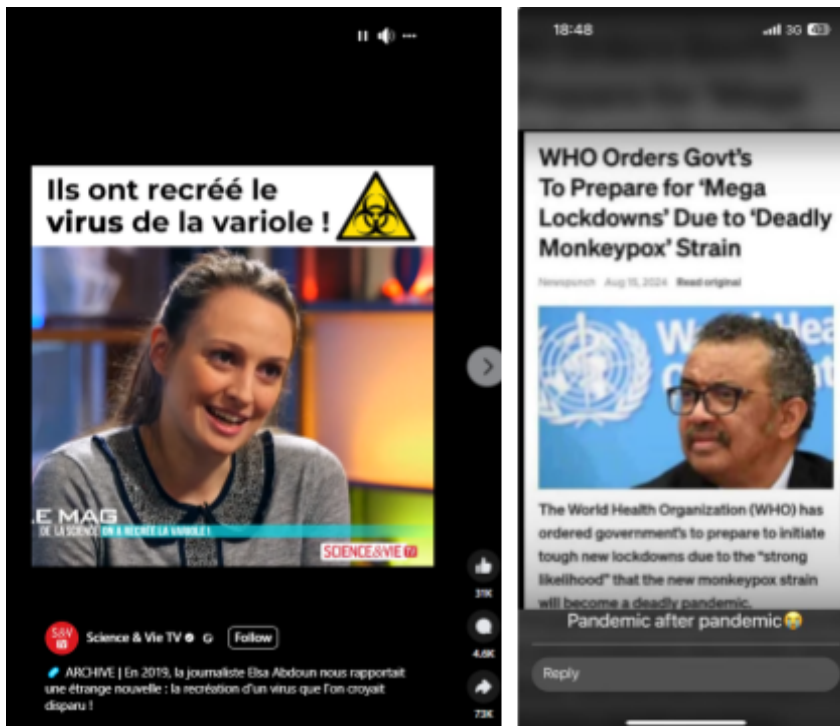 Ils ont recréé le
virus de la variole !
LE MAG
DE LA SCIENCE ON A RECRÉÉ LA VARIOLE !
SCIENCE&VIE TV
31K
4.6K
73K
S&V
TV
Science & Vie TV
Follow
ARCHIVE | En 2019, la journaliste Elsa Abdoun nous rapportait
une étrange nouvelle : la recréation d'un virus que l'on croyait
disparu !
18:48
3G
WHO Orders Govt's
To Prepare for 'Mega
Lockdowns' Due to 'Deadly
Monkeypox' Strain
Newspunch Aug 15, 2024 Read original
World Hea
The World Health Organization (WHO) has
ordered government's to prepare to initiate
tough new lockdowns due to the "strong
likelihood" that the new monkeypox strain
will become a deadly pandemic.
Pandemic after pandemic😭
Reply